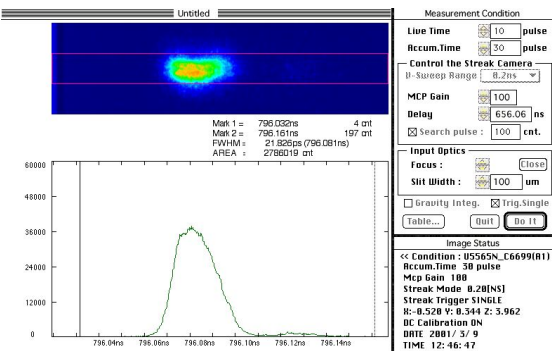 Untitled
Mark 1 = 796.032ns 4 cnt
Mark 2 = 796.161ns 197 cnt
FWHM = 21.826ps (796.081ns)
AREA = 2786019 cnt
60000
48000
36000
24000
12000
0
796.04ns 796.06ns 796.08ns 796.10ns 796.12ns 796.14ns
Measurement Condition
Live Time 10 pulse
Accum.Time 30 pulse
Control the Streak Camera
U-Sweep Range 0.2ns
MCP Gain 100
Delay 656.06 ns
Search pulse : 100 cnt.
Input Optics
Focus : Close
Slit Width : 100 um
Gravity Integ. Trig.Single
Table... Quit Do It
Image Status
<< Condition : U5565N_C6699(A1)
Accum.Time 30 pulse
Mcp Gain 100
Streak Mode 0.20[NS]
Streak Trigger SINGLE
X:-0.520 Y: 0.344 Z: 3.962
DC Calibration ON
DATE 2001/ 3/ 9
TIME 12: 46: 47